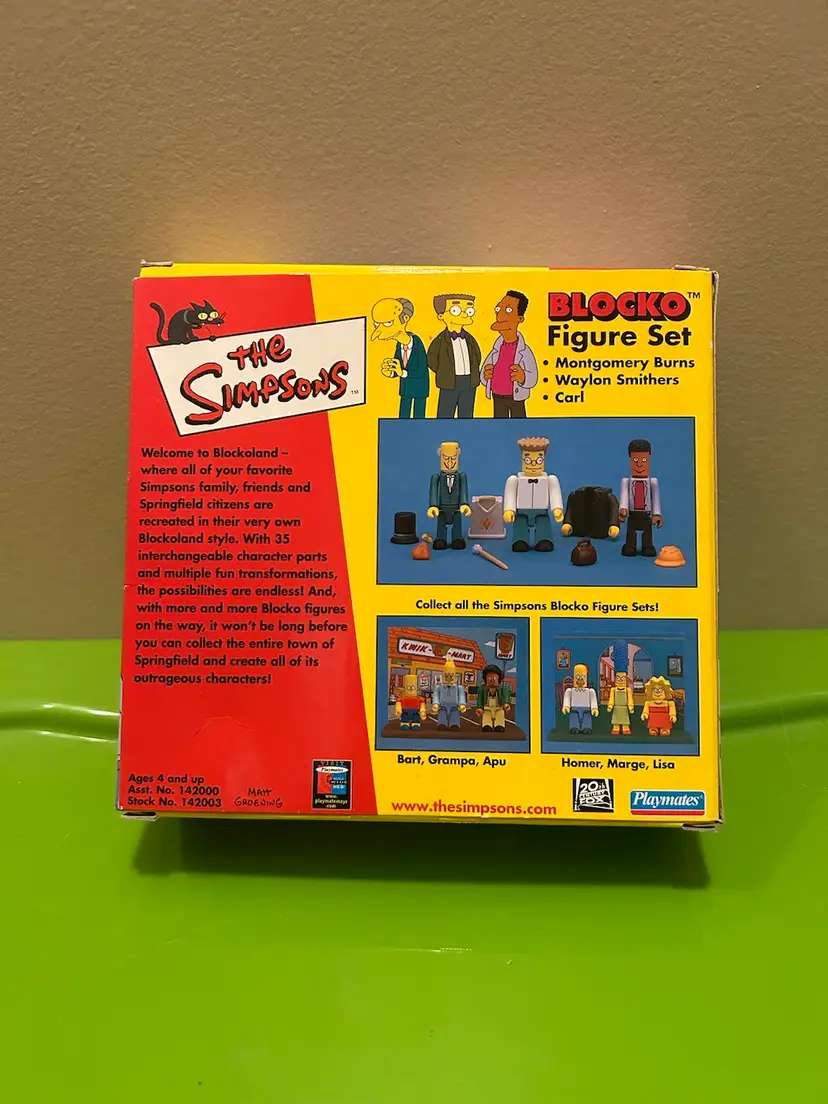 THE
SIMPSONS™
BLOCKO™
Figure Set
• Montgomery Burns
• Waylon Smithers
• Carl
Welcome to Blockoland –
where all of your favorite
Simpsons family, friends and
Springfield citizens are
recreated in their very own
Blockoland style. With 35
interchangeable character parts
and multiple fun transformations,
the possibilities are endless! And,
with more and more Blocko figures
on the way, it won't be long before
you can collect the entire town of
Springfield and create all of its
outrageous characters!
Collect all the Simpsons Blocko Figure Sets!
KWIK-E-MART
Bart, Grampa, Apu
Homer, Marge, Lisa
Ages 4 and up
Asst. No. 142000
Stock No. 142003
MATT
GROENING
VISIT
Playmates
WEB
www.
playmatestoys
.com
www.thesimpsons.com
20th
CENTURY
FOX
Playmates®